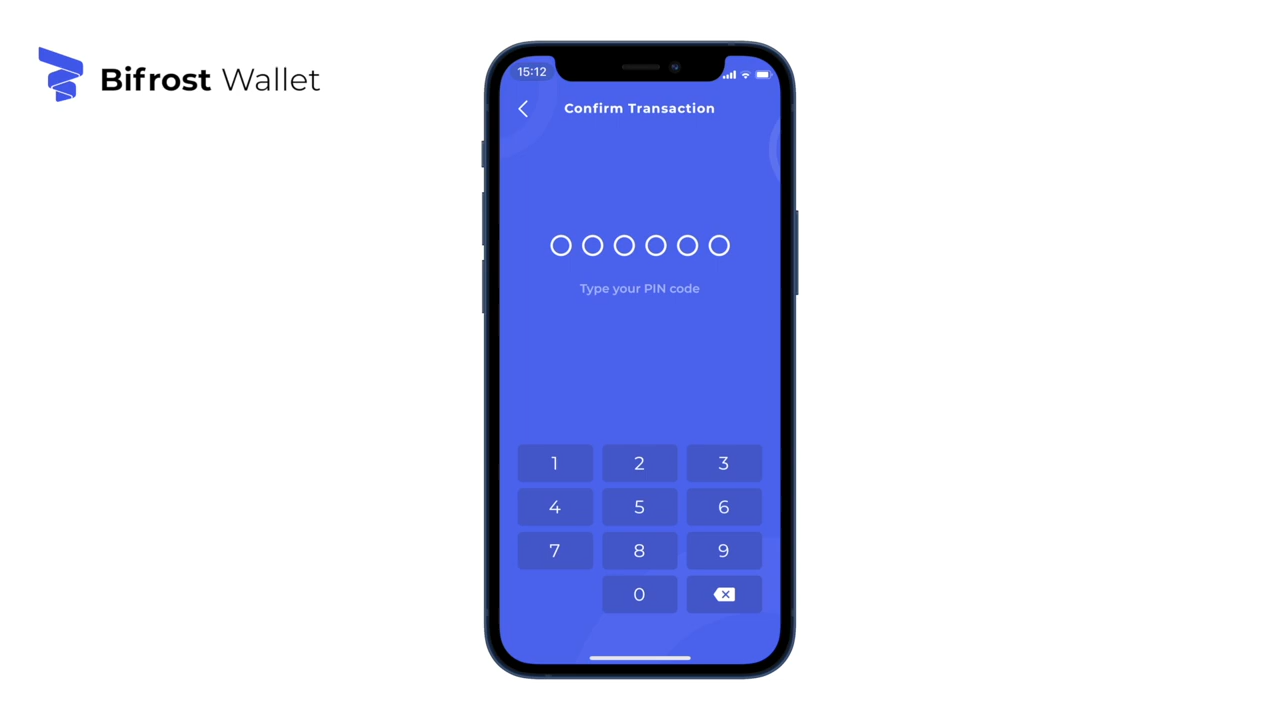 Bifrost Wallet
15:12
Confirm Transaction
Type your PIN code
1 2 3
4 5 6
7 8 9
0